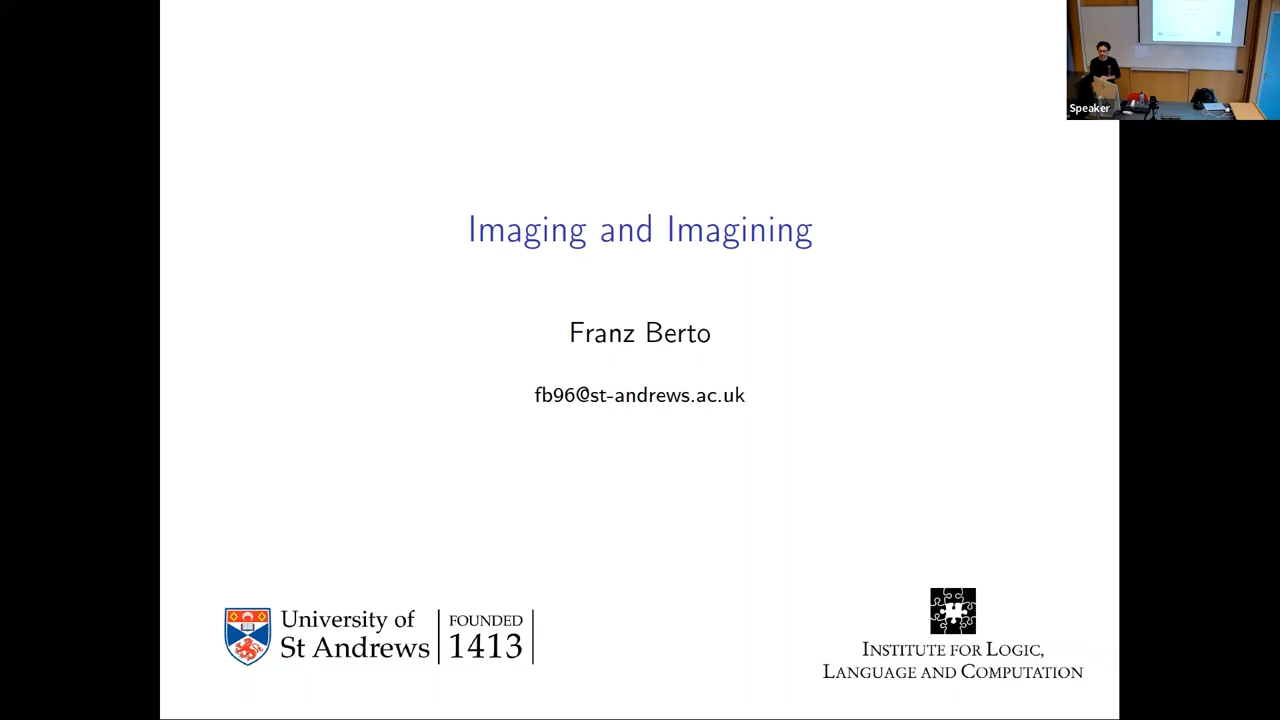 Speaker
Imaging and Imagining
Franz Berto
fb96@st-andrews.ac.uk
University of
St Andrews
FOUNDED
1413
INSTITUTE FOR LOGIC,
LANGUAGE AND COMPUTATION